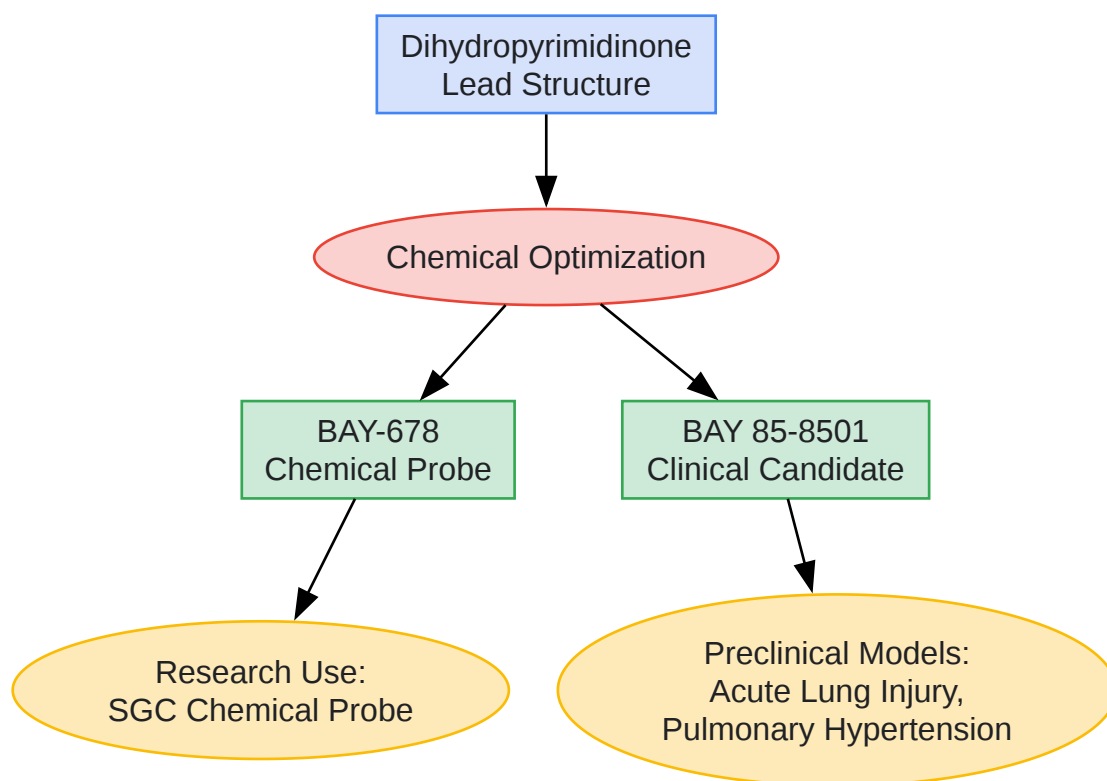 Dihydropyrimidinone
Lead Structure
Chemical Optimization
BAY-678
Chemical Probe
BAY 85-8501
Clinical Candidate
Research Use:
SGC Chemical Probe
Preclinical Models:
Acute Lung Injury,
Pulmonary Hypertension